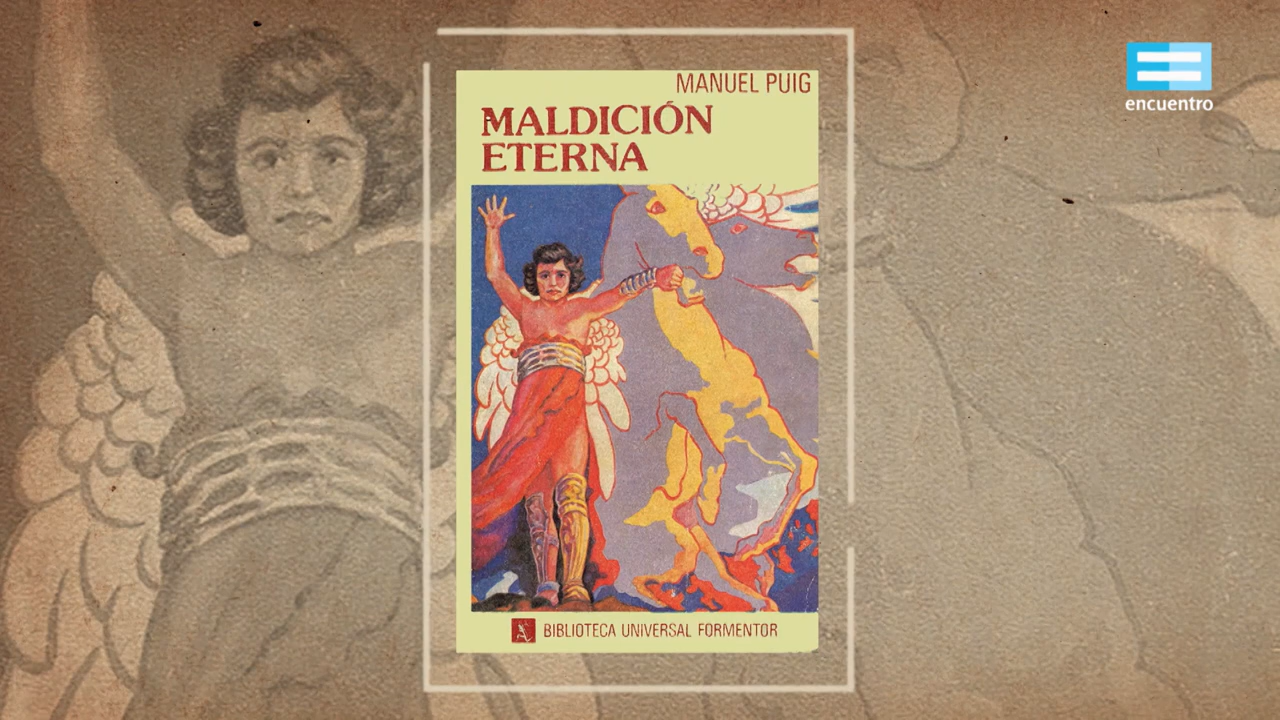 MANUEL PUIG
MALDICIÓN
ETERNA
BIBLIOTECA UNIVERSAL FORMENTOR
encuentro